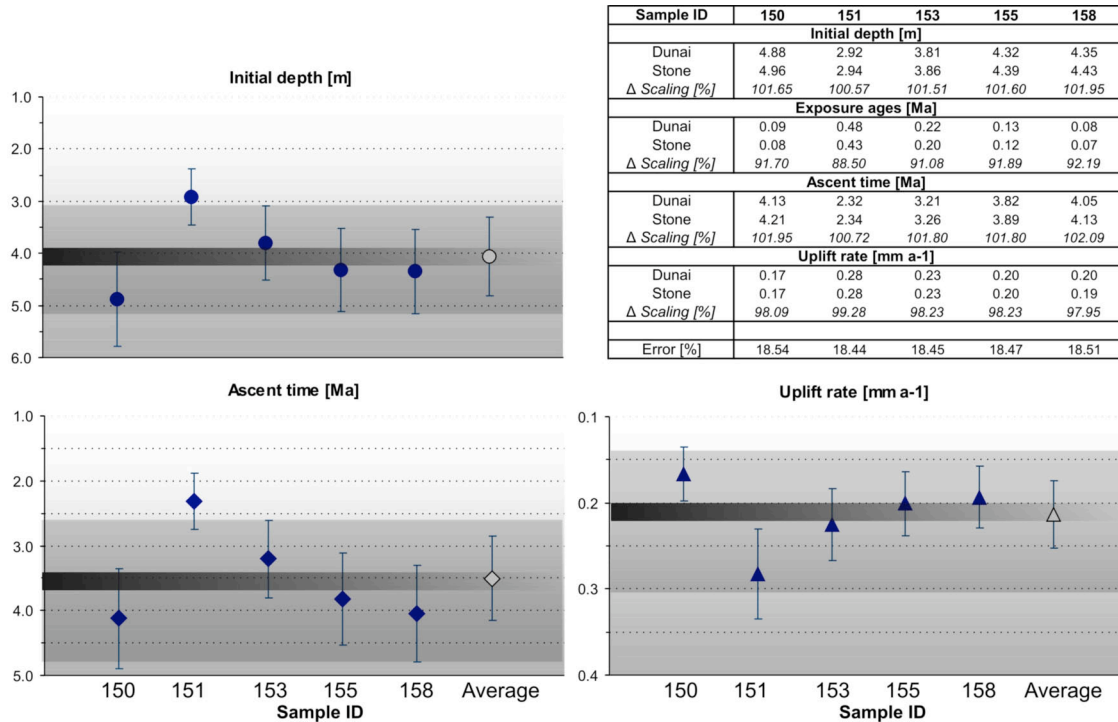 Initial depth [m]
1.0
2.0
3.0
4.0
5.0
6.0
Sample ID 150 151 153 155 158
Initial depth [m]
Dunai 4.88 2.92 3.81 4.32 4.35
Stone 4.96 2.94 3.86 4.39 4.43
Δ Scaling [%] 101.65 100.57 101.51 101.60 101.95
Exposure ages [Ma]
Dunai 0.09 0.48 0.22 0.13 0.08
Stone 0.08 0.43 0.20 0.12 0.07
Δ Scaling [%] 91.70 88.50 91.08 91.89 92.19
Ascent time [Ma]
Dunai 4.13 2.32 3.21 3.82 4.05
Stone 4.21 2.34 3.26 3.89 4.13
Δ Scaling [%] 101.95 100.72 101.80 101.80 102.09
Uplift rate [mm a-1]
Dunai 0.17 0.28 0.23 0.20 0.20
Stone 0.17 0.28 0.23 0.20 0.19
Δ Scaling [%] 98.09 99.28 98.23 98.23 97.95
Error [%] 18.54 18.44 18.45 18.47 18.51
Ascent time [Ma]
1.0
2.0
3.0
4.0
5.0
150 151 153 155 158 Average
Sample ID
Uplift rate [mm a-1]
0.1
0.2
0.3
0.4
150 151 153 155 158 Average
Sample ID